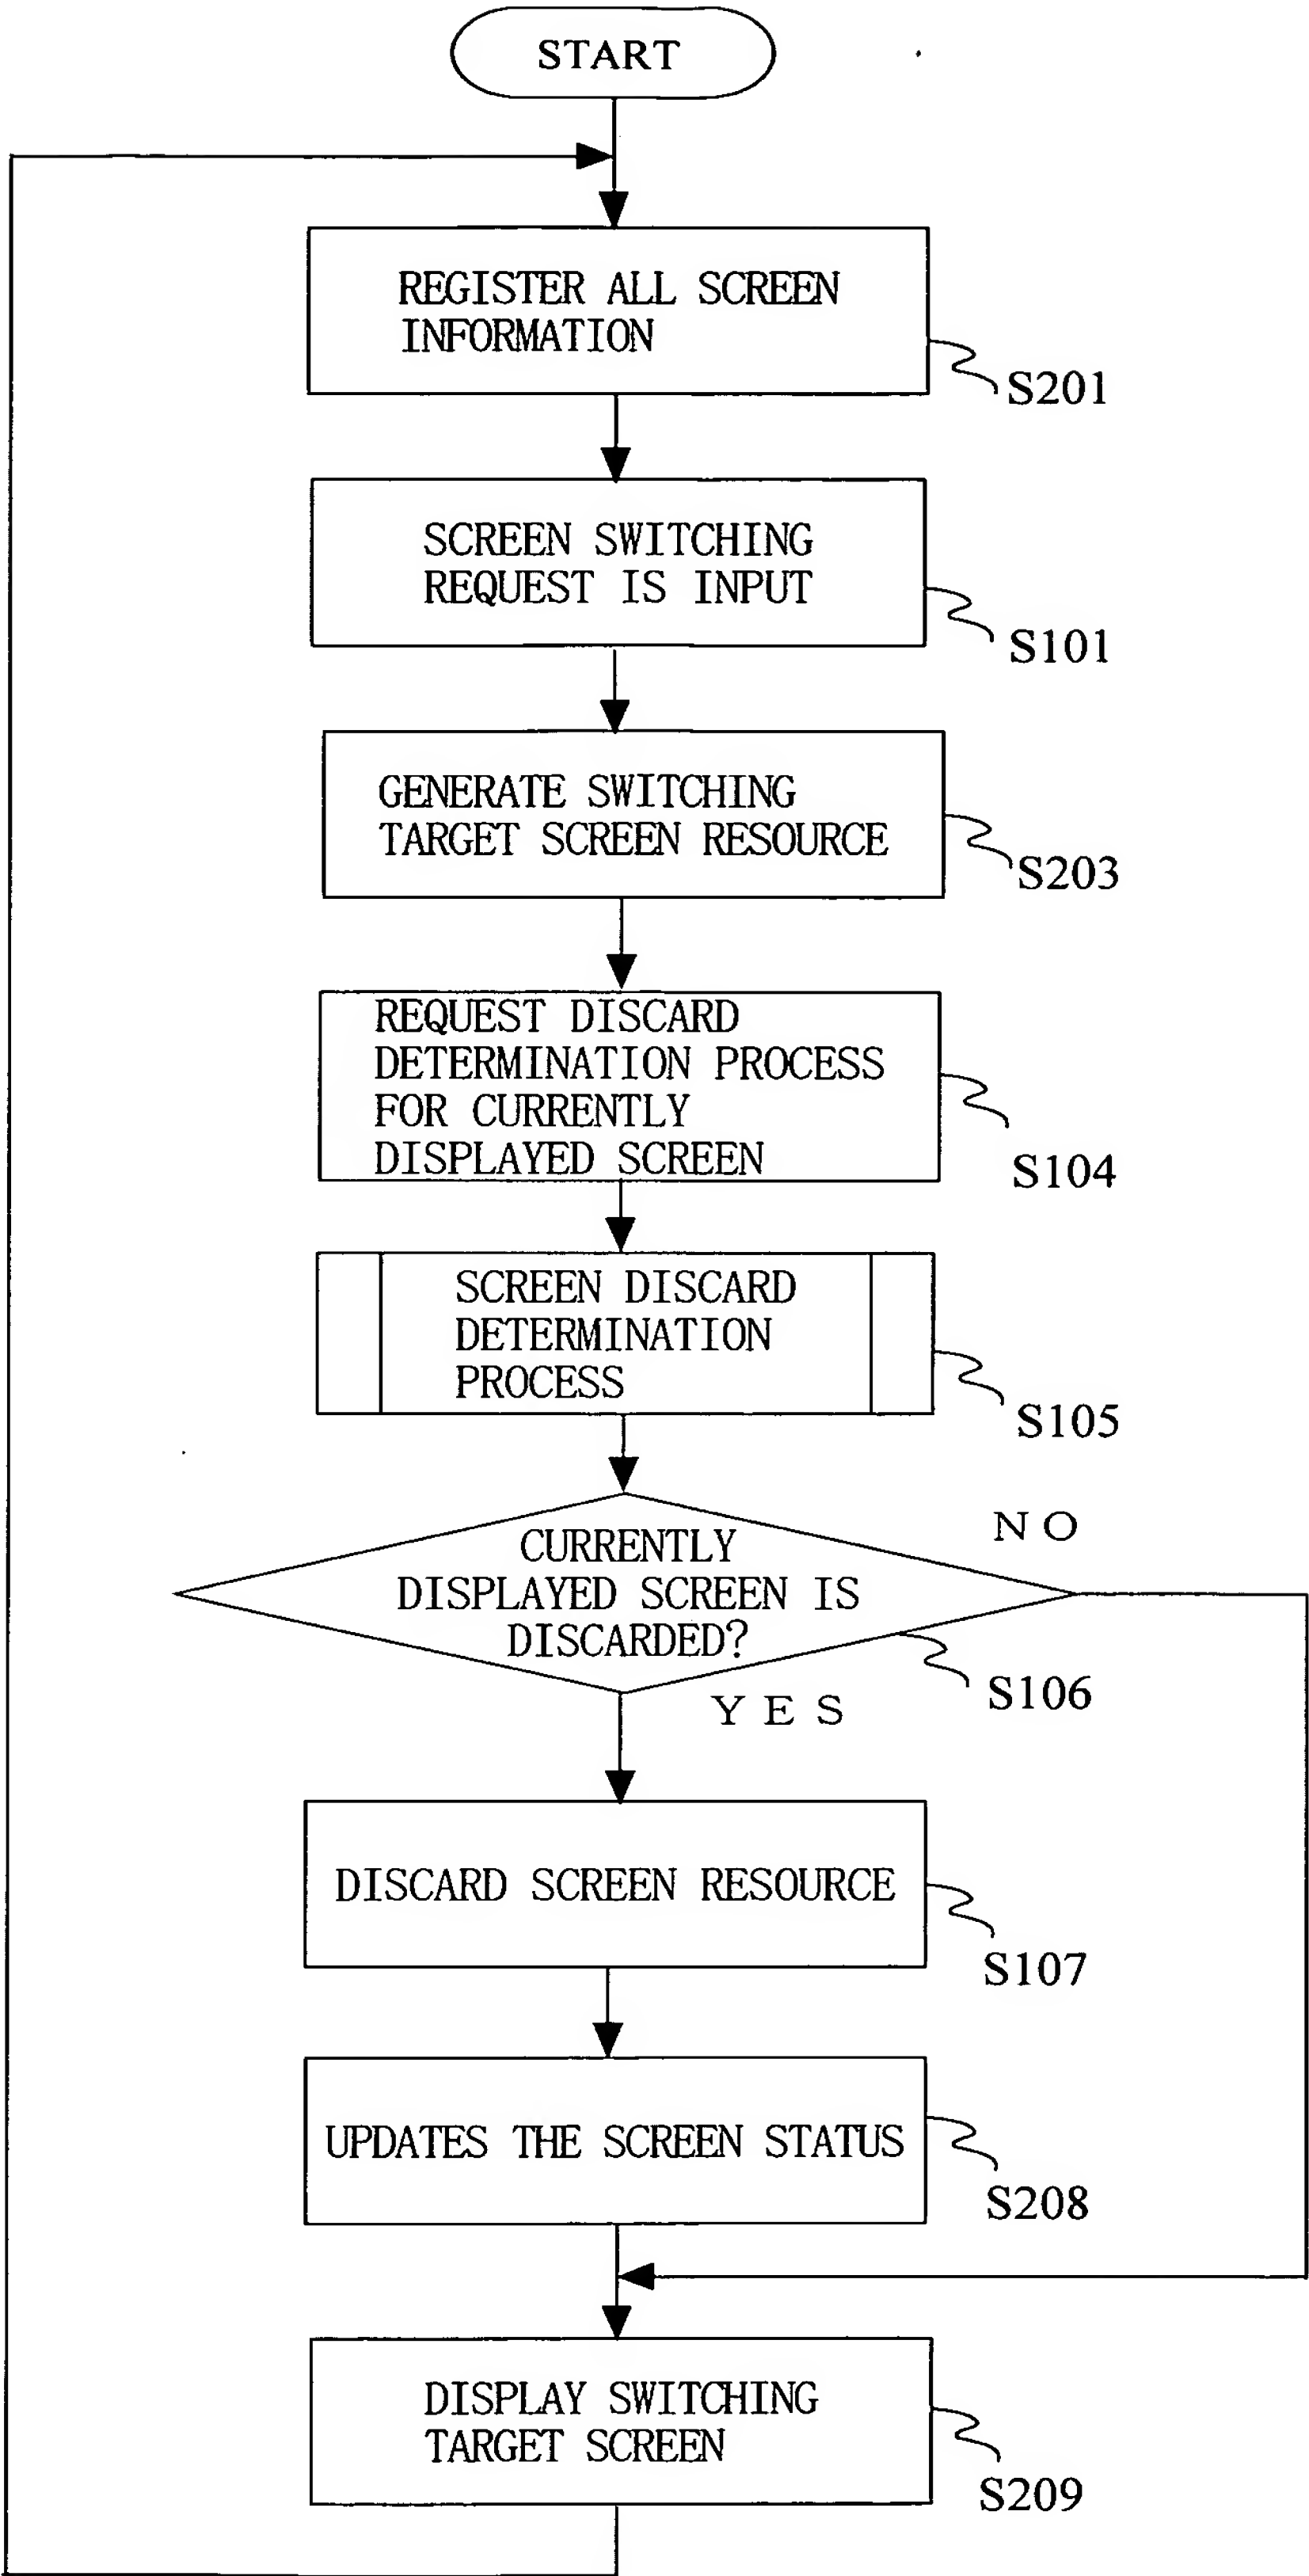 START
REGISTER ALL SCREEN
INFORMATION
S201
SCREEN SWITCHING
REQUEST IS INPUT
S101
GENERATE SWITCHING
TARGET SCREEN RESOURCE
S203
REQUEST DISCARD
DETERMINATION PROCESS
FOR CURRENTLY
DISPLAYED SCREEN
S104
SCREEN DISCARD
DETERMINATION
PROCESS
S105
NO
CURRENTLY
DISPLAYED SCREEN IS
DISCARDED?
S106
YES
DISCARD SCREEN RESOURCE
S107
UPDATES THE SCREEN STATUS
S208
DISPLAY SWITCHING
TARGET SCREEN
S209